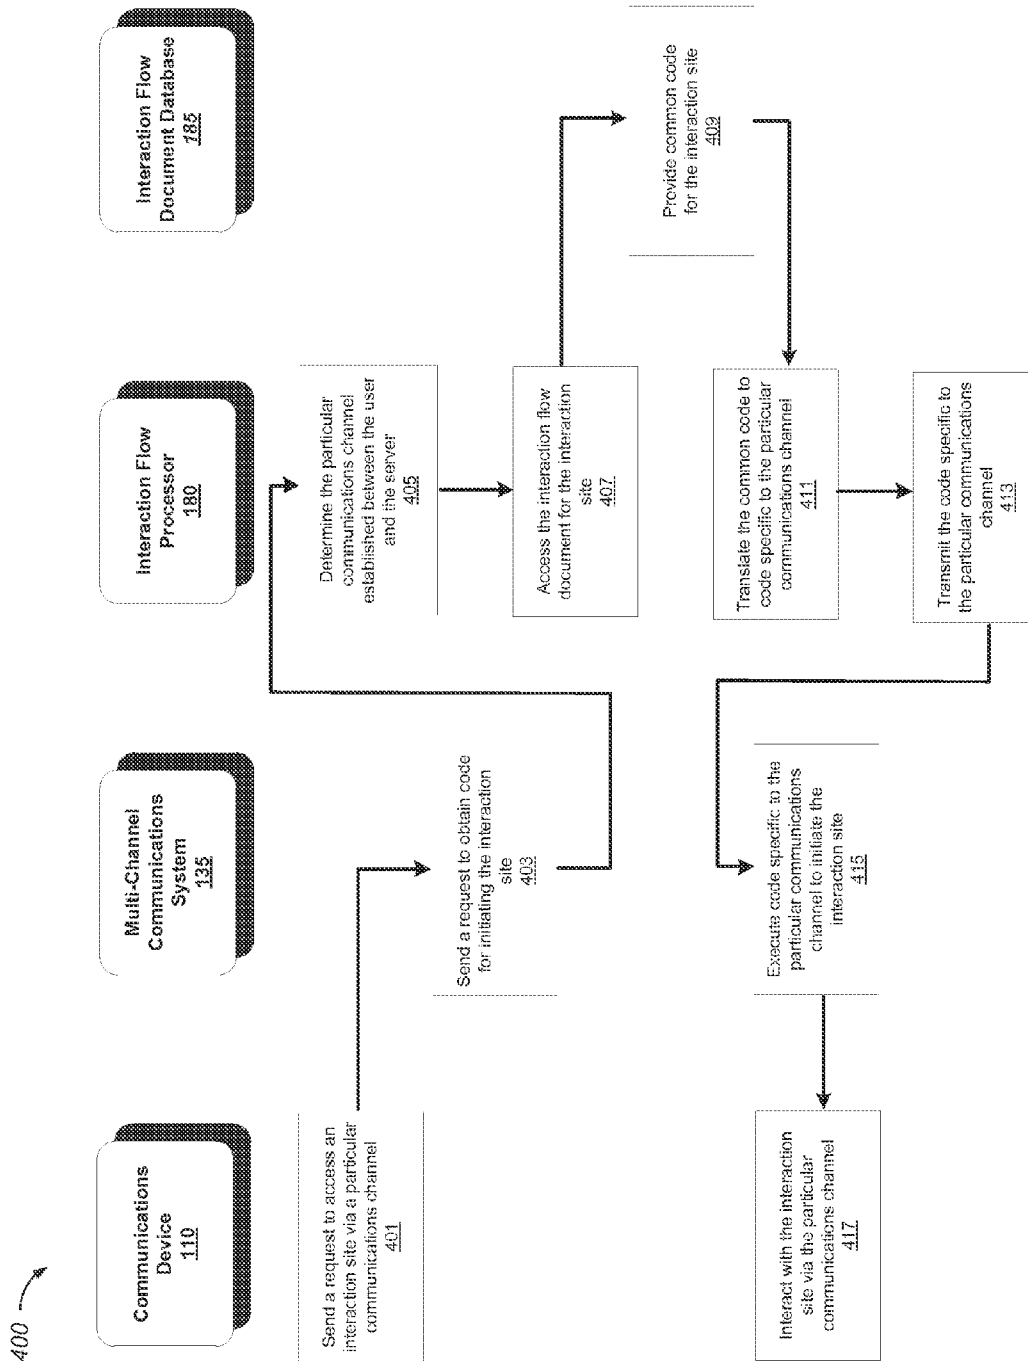 400
Communications
Device
110
Multi-Channel
Communications
System
135
Interaction Flow
Processor
180
Interaction Flow
Document Database
185
Send a request to access an
interaction site via a particular
communications channel
401
Send a request to obtain code
for initiating the interaction
site
403
Determine the particular
communications channel
established between the user
and the server
405
Access the interaction flow
document for the interaction
site
407
Provide common code
for the interaction site
409
Translate the common code to
code specific to the particular
communications channel
411
Transmit the code specific to
the particular communications
channel
413
Execute code specific to the
particular communications
channel to initiate the
interaction site
415
Interact with the interaction
site via the particular
communications channel
417